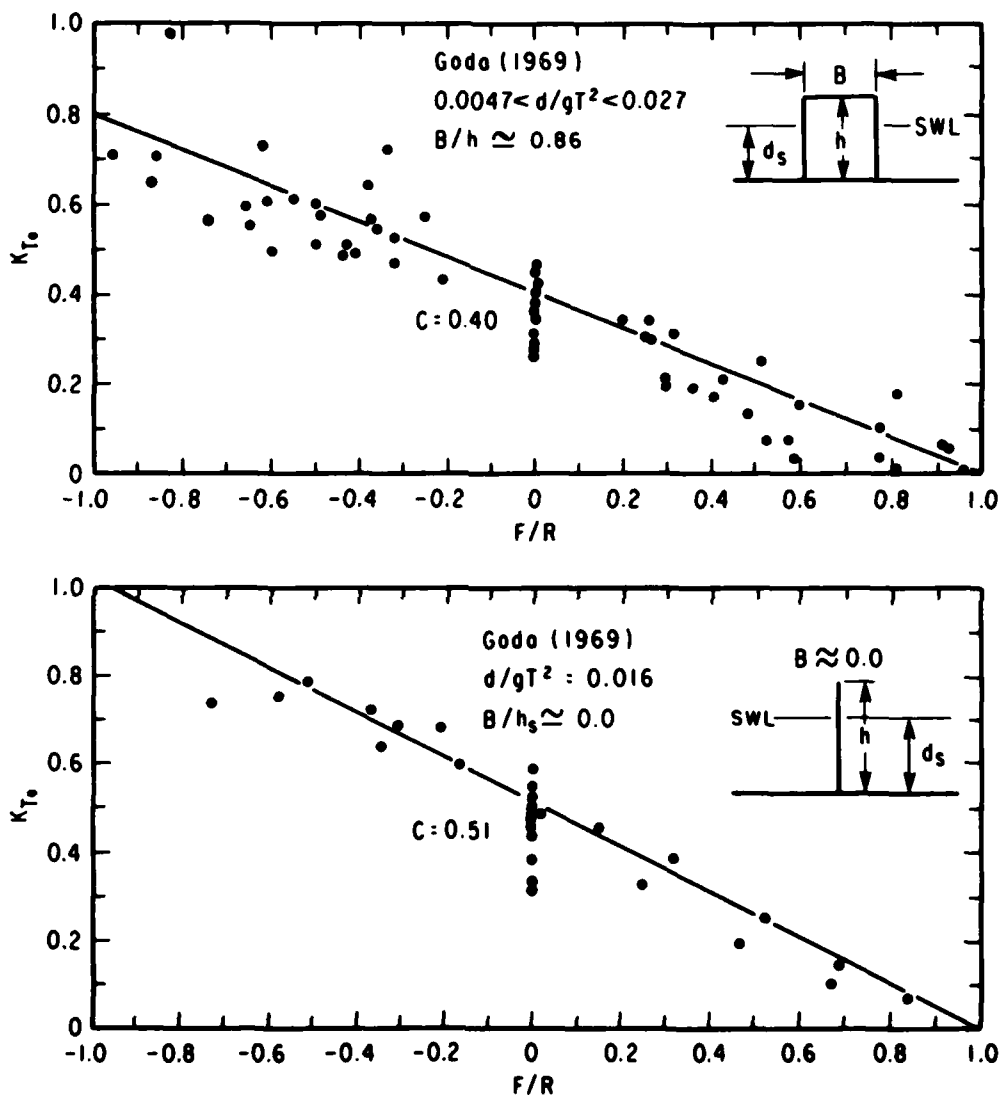 Goda (1969)
0.0047<d/gT²<0.027
B/h ≃ 0.86
B
SWL
h
dₛ
C=0.40
1.0
0.8
0.6
0.4
0.2
0
K_To
-1.0 -0.8 -0.6 -0.4 -0.2 0 0.2 0.4 0.6 0.8 1.0
F/R
Goda (1969)
d/gT² = 0.016
B/hₛ ≃ 0.0
B ≈ 0.0
SWL
h
dₛ
C=0.51
1.0
0.8
0.6
0.4
0.2
0
K_To
-1.0 -0.8 -0.6 -0.4 -0.2 0 0.2 0.4 0.6 0.8 1.0
F/R